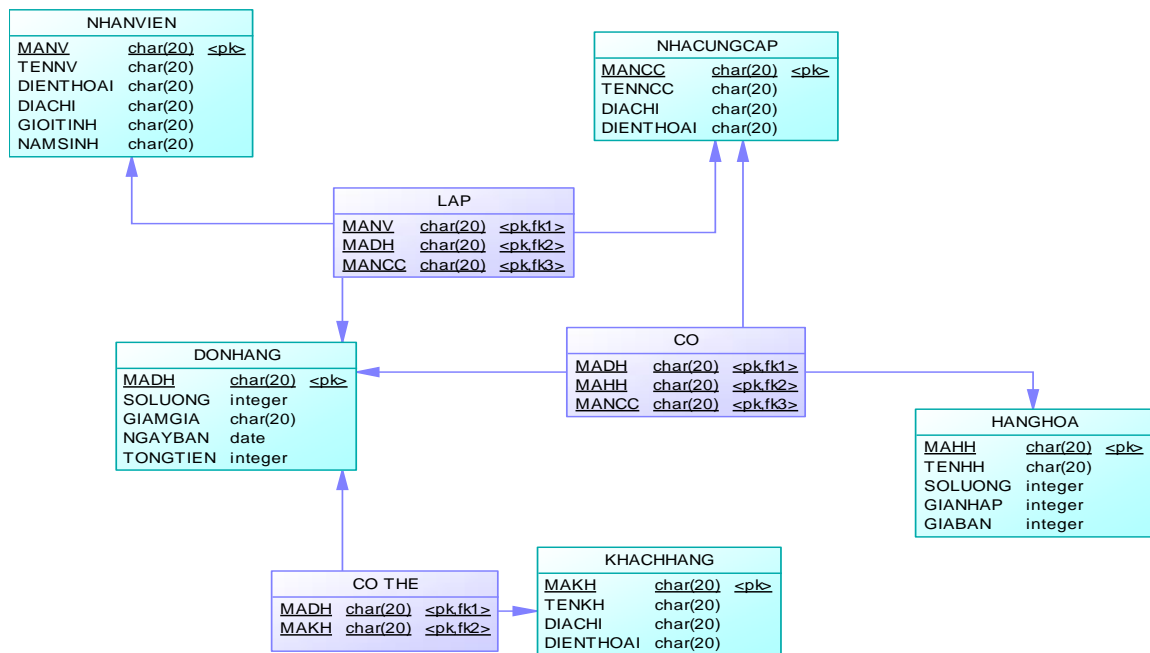 NHANVIEN
MANV char(20) <pk>
TENNV char(20)
DIENTHOAI char(20)
DIACHI char(20)
GIOITINH char(20)
NAMSINH char(20)
NHACUNGCAP
MANCC char(20) <pk>
TENNCC char(20)
DIACHI char(20)
DIENTHOAI char(20)
LAP
MANV char(20) <pk,fk1>
MADH char(20) <pk,fk2>
MANCC char(20) <pk,fk3>
DONHANG
MADH char(20) <pk>
SOLUONG integer
GIAMGIA char(20)
NGAYBAN date
TONGTIEN integer
CO
MADH char(20) <pk,fk1>
MAHH char(20) <pk,fk2>
MANCC char(20) <pk,fk3>
HANGHOA
MAHH char(20) <pk>
TENHH char(20)
SOLUONG integer
GIANHAP integer
GIABAN integer
CO THE
MADH char(20) <pk,fk1>
MAKH char(20) <pk,fk2>
KHACHHANG
MAKH char(20) <pk>
TENKH char(20)
DIACHI char(20)
DIENTHOAI char(20)